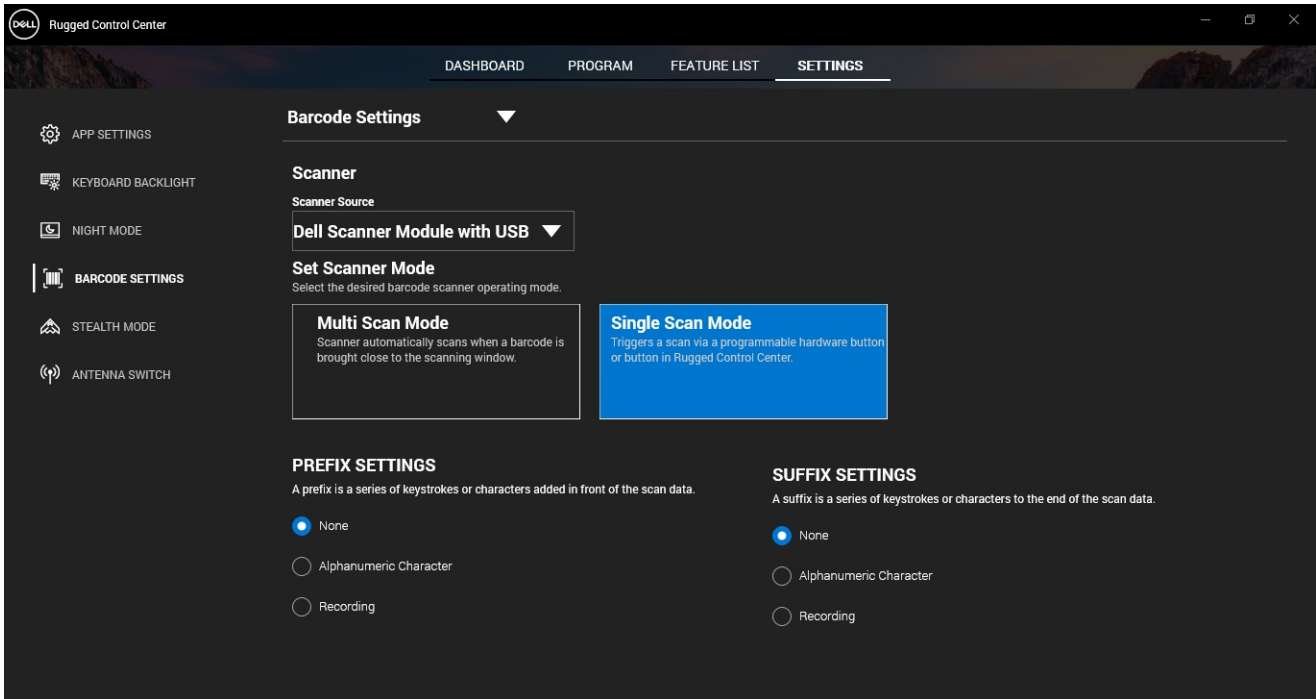 DELL
Rugged Control Center
DASHBOARD
PROGRAM
FEATURE LIST
SETTINGS
APP SETTINGS
KEYBOARD BACKLIGHT
NIGHT MODE
BARCODE SETTINGS
STEALTH MODE
ANTENNA SWITCH
Barcode Settings
Scanner
Scanner Source
Dell Scanner Module with USB
Set Scanner Mode
Select the desired barcode scanner operating mode.
Multi Scan Mode
Scanner automatically scans when a barcode is
brought close to the scanning window.
Single Scan Mode
Triggers a scan via a programmable hardware button
or button in Rugged Control Center.
PREFIX SETTINGS
A prefix is a series of keystrokes or characters added in front of the scan data.
None
Alphanumeric Character
Recording
SUFFIX SETTINGS
A suffix is a series of keystrokes or characters to the end of the scan data.
None
Alphanumeric Character
Recording